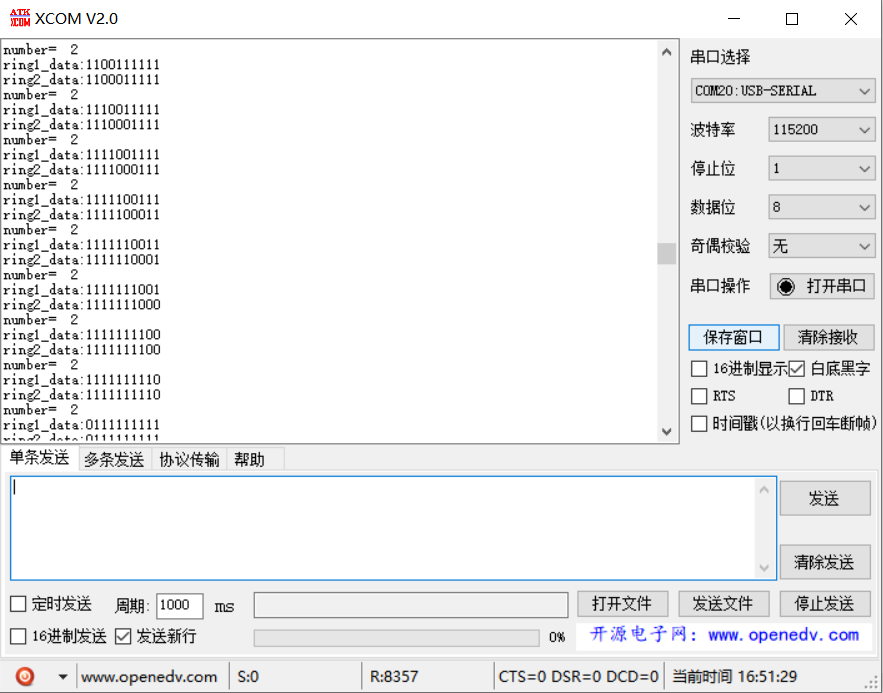 ATK
XCOM XCOM V2.0
number=  2
ring1_data:1100111111
ring2_data:1100011111
number=  2
ring1_data:1110011111
ring2_data:1110001111
number=  2
ring1_data:1111001111
ring2_data:1111000111
number=  2
ring1_data:1111100111
ring2_data:1111100011
number=  2
ring1_data:1111110011
ring2_data:1111110001
number=  2
ring1_data:1111111001
ring2_data:1111111000
number=  2
ring1_data:1111111100
ring2_data:1111111100
number=  2
ring1_data:1111111110
ring2_data:1111111110
number=  2
ring1_data:0111111111
ring2_data:0111111111
串口选择
COM20:USB-SERIAL
波特率 115200
停止位 1
数据位 8
奇偶校验 无
串口操作 打开串口
保存窗口 清除接收
16进制显示 白底黑字
RTS DTR
时间戳(以换行回车断帧)
单条发送 多条发送 协议传输 帮助
发送
清除发送
定时发送 周期: 1000 ms 打开文件 发送文件 停止发送
16进制发送 发送新行 0% 开源电子网: www.openedv.com
www.openedv.com S:0 R:8357 CTS=0 DSR=0 DCD=0 当前时间 16:51:29